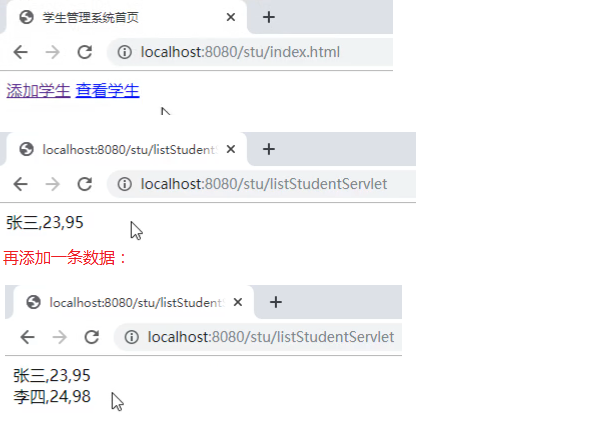 学生管理系统首页
localhost:8080/stu/index.html
添加学生 查看学生
localhost:8080/stu/listStudent
localhost:8080/stu/listStudentServlet
张三,23,95
再添加一条数据：
localhost:8080/stu/listStudent
localhost:8080/stu/listStudentServlet
张三,23,95
李四,24,98